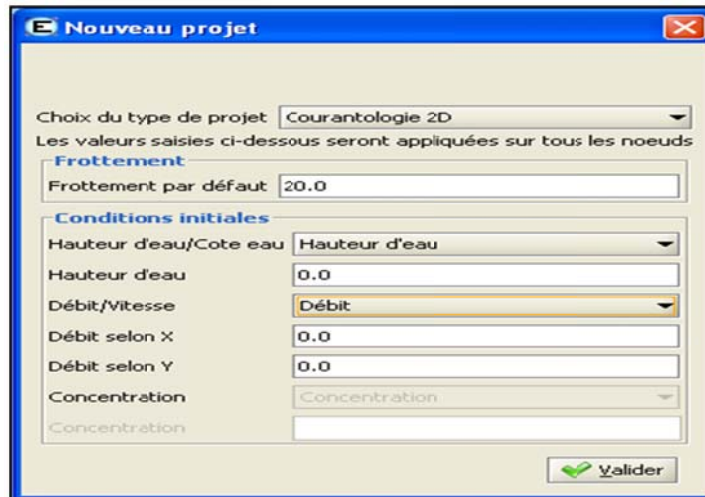 E Nouveau projet
Choix du type de projet Courantologie 2D
Les valeurs saisies ci-dessous seront appliquées sur tous les noeuds
Frottement
Frottement par défaut 20.0
Conditions initiales
Hauteur d'eau/Cote eau Hauteur d'eau
Hauteur d'eau 0.0
Débit/Vitesse Débit
Débit selon X 0.0
Débit selon Y 0.0
Concentration Concentration
Concentration
Valider